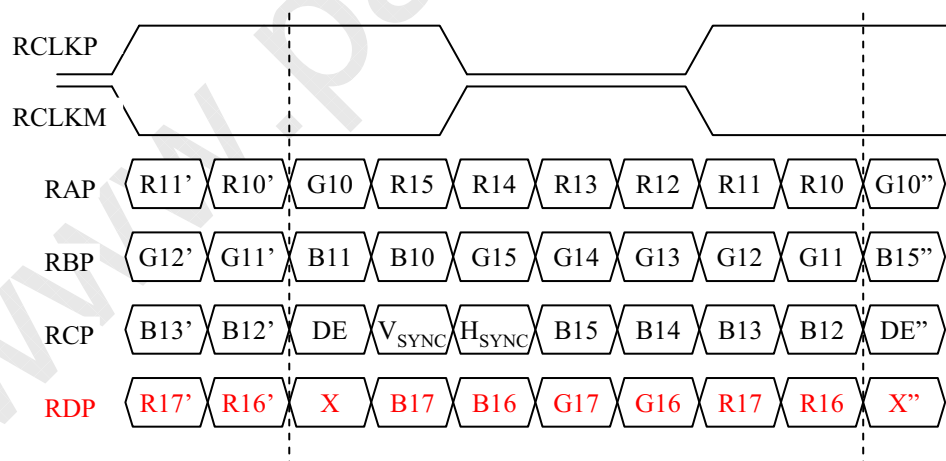 RCLKP
RCLKM
RAP R11’ R10’ G10 R15 R14 R13 R12 R11 R10 G10”
RBP G12’ G11’ B11 B10 G15 G14 G13 G12 G11 B15”
RCP B13’ B12’ DE VSYNC HSYNC B15 B14 B13 B12 DE”
RDP R17’ R16’ X B17 B16 G17 G16 R17 R16 X”
www.pa